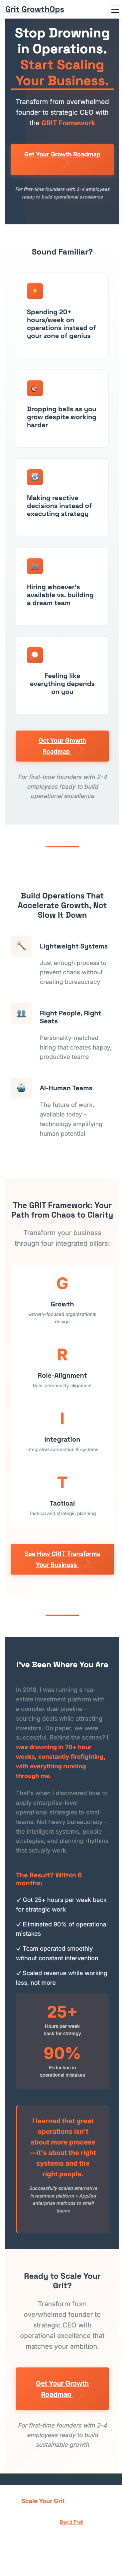 Grit GrowthOps
Stop Drowning
in Operations.
Start Scaling
Your Business.
Transform from overwhelmed
founder to strategic CEO with
the GRIT Framework
Get Your Growth Roadmap
For first-time founders with 2-4 employees
ready to build operational excellence
Sound Familiar?
Spending 20+
hours/week on
operations instead of
your zone of genius
Dropping balls as you
grow despite working
harder
Making reactive
decisions instead of
executing strategy
Hiring whoever's
available vs. building
a dream team
Feeling like
everything depends
on you
Get Your Growth
Roadmap
For first-time founders with 2-4
employees ready to build
operational excellence
Build Operations That
Accelerate Growth, Not
Slow It Down
Lightweight Systems
Just enough process to
prevent chaos without
creating bureaucracy
Right People, Right
Seats
Personality-matched
hiring that creates happy,
productive teams
AI-Human Teams
The future of work,
available today -
technology amplifying
human potential
The GRIT Framework: Your
Path from Chaos to Clarity
Transform your business
through four integrated pillars:
G
Growth
Growth-focused organizational
design
R
Role-Alignment
Role-personality alignment
I
Integration
Integrated automation & systems
T
Tactical
Tactical and strategic planning
See How GRIT Transforms
Your Business
I've Been Where You Are
In 2018, I was running a real
estate investment platform with
a complex dual pipeline -
sourcing deals while attracting
investors. On paper, we were
successful. Behind the scenes? I
was drowning in 70+ hour
weeks, constantly firefighting,
with everything running
through me.
That's when I discovered how to
apply enterprise-level
operational strategies to small
teams. Not heavy bureaucracy -
the intelligent systems, people
strategies, and planning rhythms
that actually work.
The Result? Within 6
months:
✓ Got 25+ hours per week back
for strategic work
✓ Eliminated 90% of operational
mistakes
✓ Team operated smoothly
without constant intervention
✓ Scaled revenue while working
less, not more
25+
Hours per week
back for strategy
90%
Reduction in
operational mistakes
I learned that great
operations isn't
about more process
—it's about the right
systems and the
right people.
Successfully scaled alternative
investment platform • Applied
enterprise methods to small
teams
Ready to Scale Your
Grit?
Transform from
overwhelmed founder to
strategic CEO with
operational excellence that
matches your ambition.
Get Your Growth
Roadmap
For first-time founders with 2-4
employees ready to build
sustainable growth
Scale Your Grit
David Prell